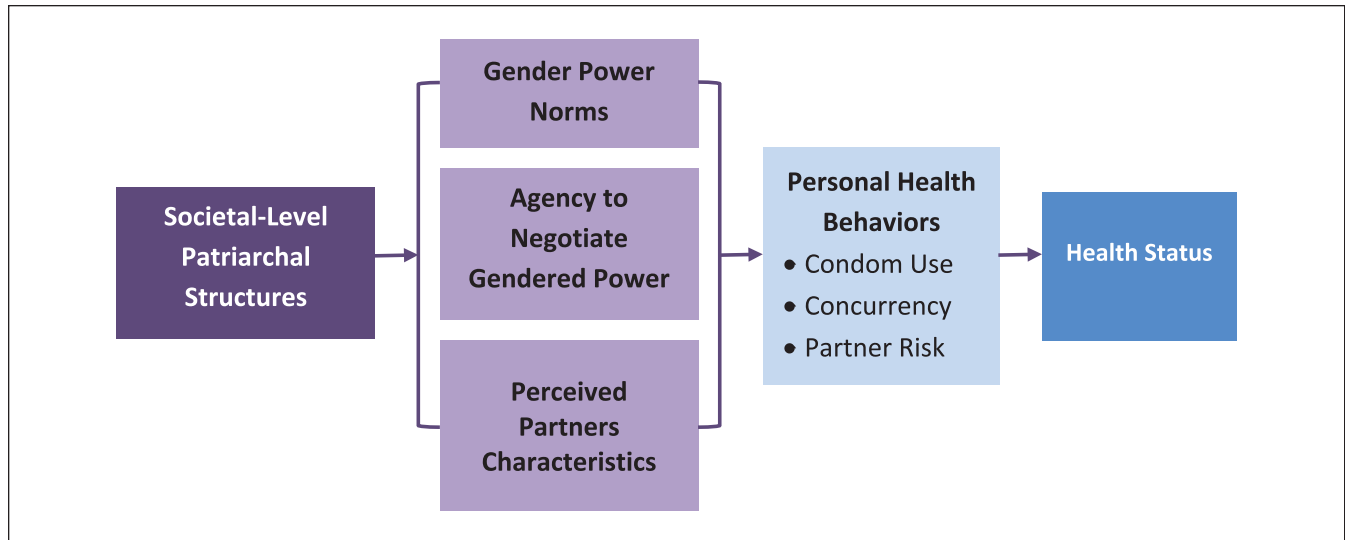 Societal-Level
Patriarchal
Structures
Gender Power
Norms
Agency to
Negotiate
Gendered Power
Perceived
Partners
Characteristics
Personal Health
Behaviors
• Condom Use
• Concurrency
• Partner Risk
Health Status